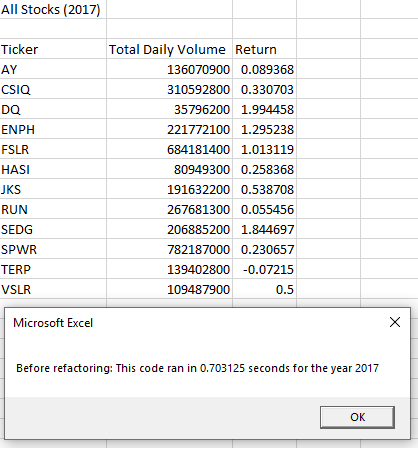 All Stocks (2017)
Ticker Total Daily Volume Return
AY 136070900 0.089368
CSIQ 310592800 0.330703
DQ 35796200 1.994458
ENPH 221772100 1.295238
FSLR 684181400 1.013119
HASI 80949300 0.258368
JKS 191632200 0.538708
RUN 267681300 0.055456
SEDG 206885200 1.844697
SPWR 782187000 0.230657
TERP 139402800 -0.07215
VSLR 109487900 0.5
Microsoft Excel
Before refactoring: This code ran in 0.703125 seconds for the year 2017
OK